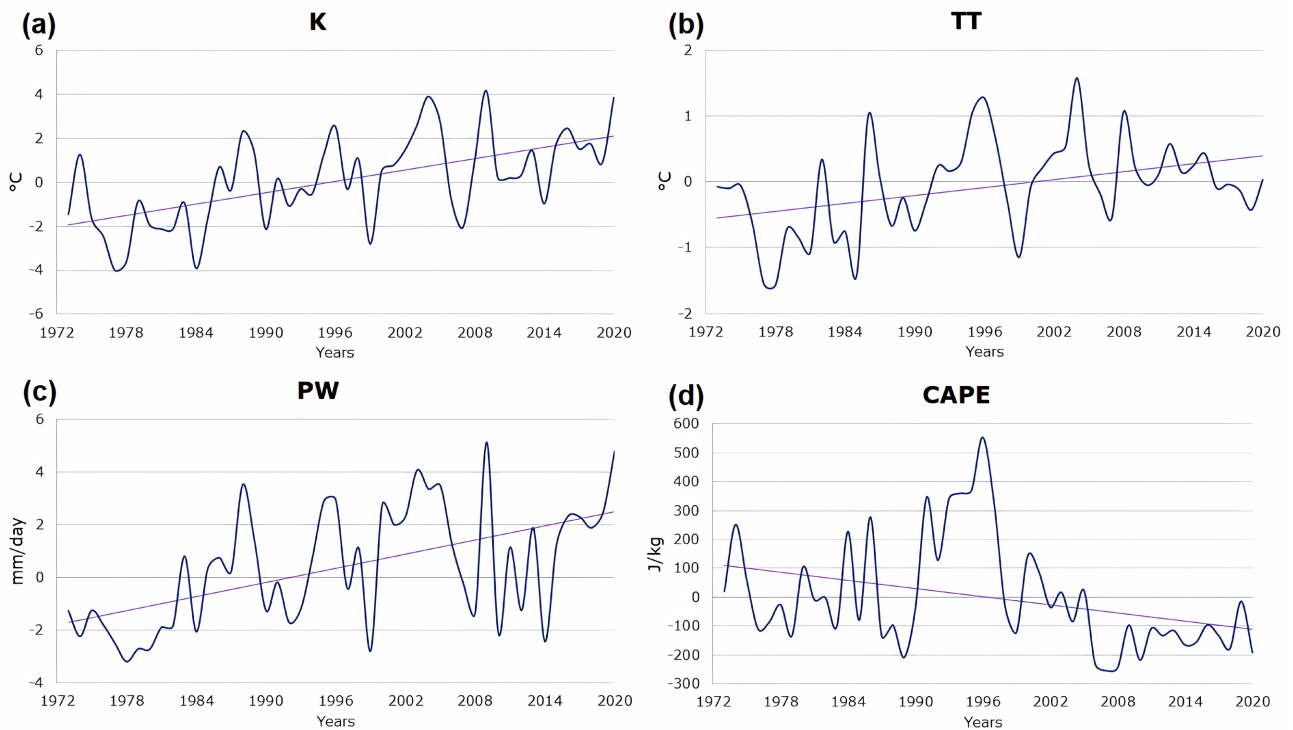 (a)
K
6
4
2
0
-2
-4
-6
°C
1972 1978 1984 1990 1996 2002 2008 2014 2020
Years
(b)
TT
2
1
0
-1
-2
°C
1972 1978 1984 1990 1996 2002 2008 2014 2020
Years
(c)
PW
6
4
2
0
-2
-4
mm/day
1972 1978 1984 1990 1996 2002 2008 2014 2020
Years
(d)
CAPE
600
500
400
300
200
100
0
-100
-200
-300
J/kg
1972 1978 1984 1990 1996 2002 2008 2014 2020
Years